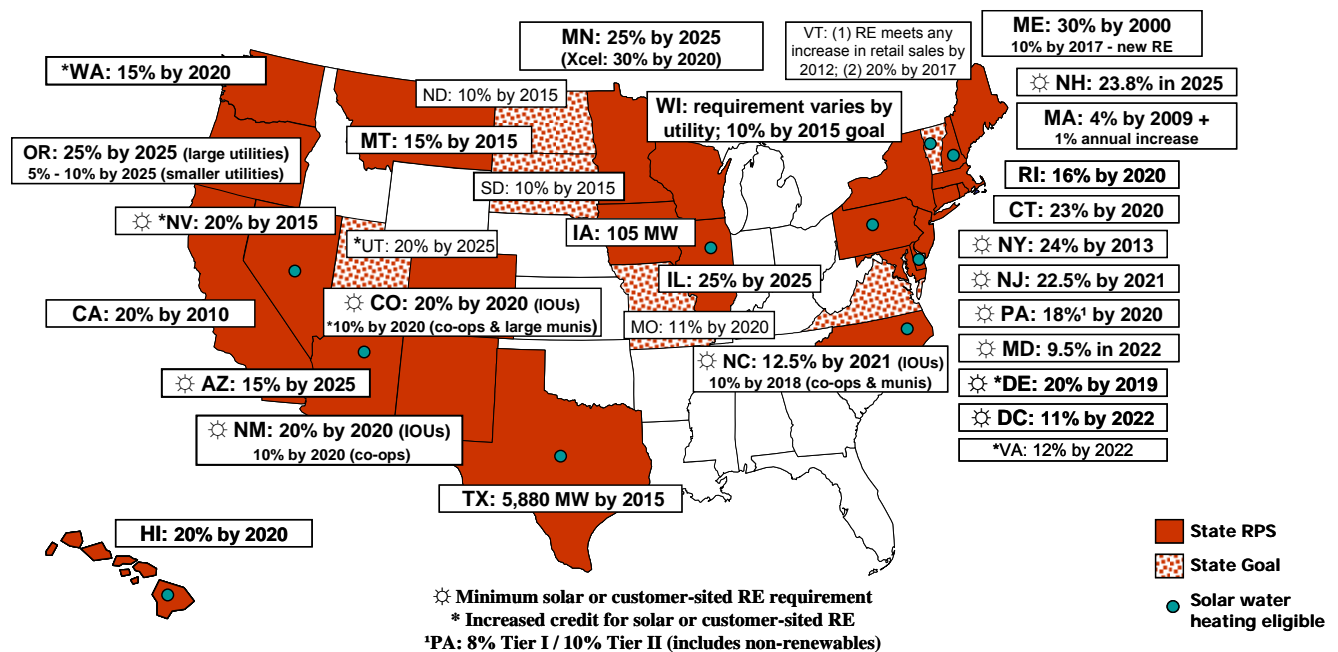 MN: 25% by 2025
(Xcel: 30% by 2020)
VT: (1) RE meets any
increase in retail sales by
2012; (2) 20% by 2017
ME: 30% by 2000
10% by 2017 - new RE
*WA: 15% by 2020
☼ NH: 23.8% in 2025
ND: 10% by 2015
WI: requirement varies by
utility; 10% by 2015 goal
MA: 4% by 2009 +
1% annual increase
MT: 15% by 2015
OR: 25% by 2025 (large utilities)
5% - 10% by 2025 (smaller utilities)
RI: 16% by 2020
SD: 10% by 2015
CT: 23% by 2020
☼ *NV: 20% by 2015
IA: 105 MW
☼ NY: 24% by 2013
*UT: 20% by 2025
IL: 25% by 2025
☼ NJ: 22.5% by 2021
☼ CO: 20% by 2020 (IOUs)
*10% by 2020 (co-ops & large munis)
CA: 20% by 2010
☼ PA: 18%¹ by 2020
MO: 11% by 2020
☼ MD: 9.5% in 2022
☼ NC: 12.5% by 2021 (IOUs)
10% by 2018 (co-ops & munis)
☼ AZ: 15% by 2025
☼ *DE: 20% by 2019
☼ DC: 11% by 2022
☼ NM: 20% by 2020 (IOUs)
10% by 2020 (co-ops)
*VA: 12% by 2022
TX: 5,880 MW by 2015
HI: 20% by 2020
State RPS
State Goal
Solar water
heating eligible
☼ Minimum solar or customer-sited RE requirement
* Increased credit for solar or customer-sited RE
¹PA: 8% Tier I / 10% Tier II (includes non-renewables)